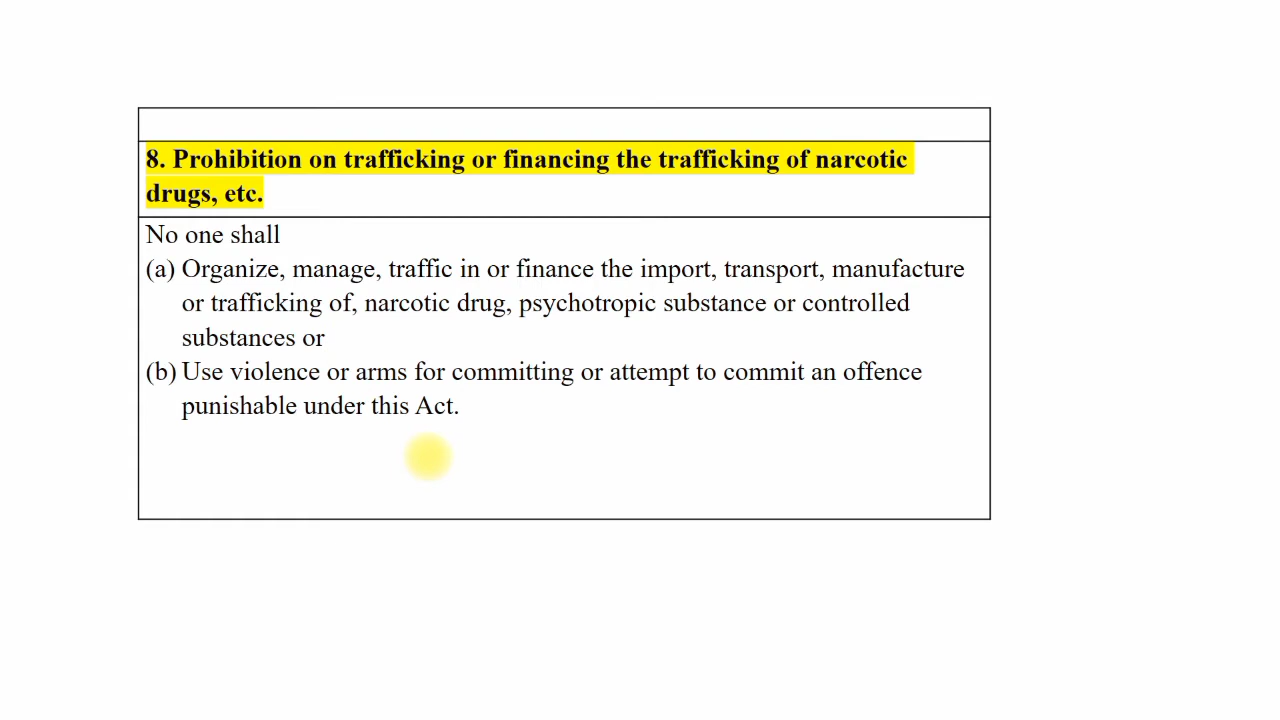 8. Prohibition on trafficking or financing the trafficking of narcotic
drugs, etc.
No one shall
(a) Organize, manage, traffic in or finance the import, transport, manufacture
or trafficking of, narcotic drug, psychotropic substance or controlled
substances or
(b) Use violence or arms for committing or attempt to commit an offence
punishable under this Act.